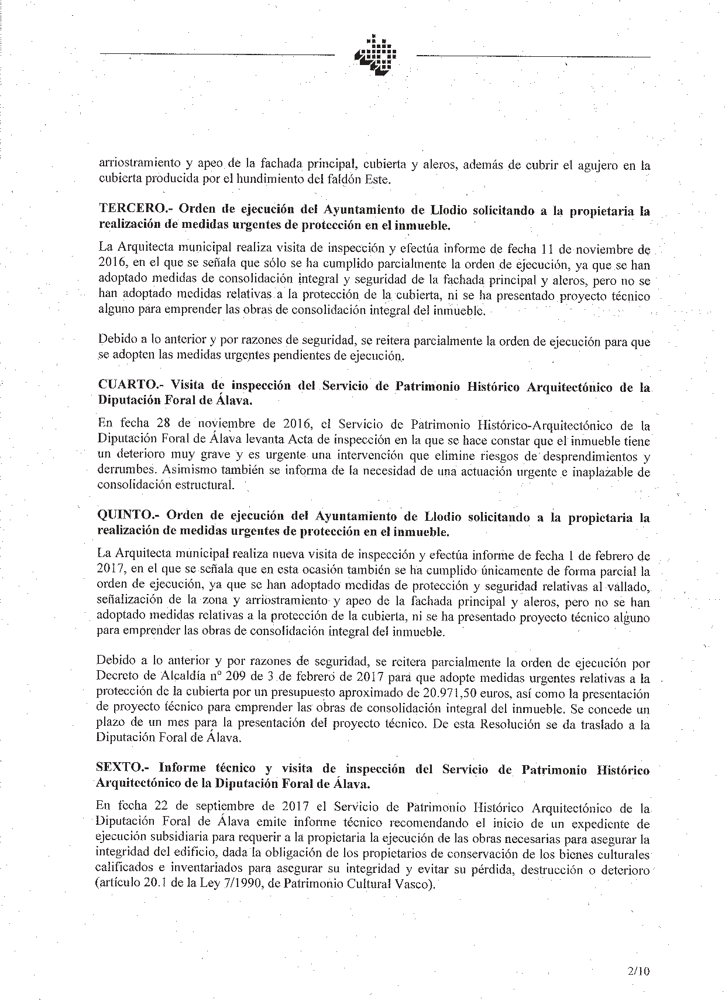 arriostramiento y apeo de la fachada principal, cubierta y aleros, además de cubrir el agujero en la
cubierta producida por el hundimiento del faldón Este.
TERCERO.- Orden de ejecución del Ayuntamiento de Llodio solicitando a la propietaria la
realización de medidas urgentes de protección en el inmueble.
La Arquitecta municipal realiza visita de inspección y efectúa informe de fecha 11 de noviembre de
2016, en el que se señala que sólo se ha cumplido parcialmente la orden de ejecución, ya que se han
adoptado medidas de consolidación integral y seguridad de la fachada principal y aleros, pero no se
han adoptado medidas relativas a la protección de la cubierta, ni se ha presentado proyecto técnico
alguno para emprender las obras de consolidación integral del inmueble.
Debido a lo anterior y por razones de seguridad, se reitera parcialmente la orden de ejecución para que
se adopten las medidas urgentes pendientes de ejecución.
CUARTO.- Visita de inspección del Servicio de Patrimonio Histórico Arquitectónico de la
Diputación Foral de Álava.
En fecha 28 de noviembre de 2016, el Servicio de Patrimonio Histórico-Arquitectónico de la
Diputación Foral de Álava levanta Acta de inspección en la que se hace constar que el inmueble tiene
un deterioro muy grave y es urgente una intervención que elimine riesgos de desprendimientos y
derrumbes. Asimismo también se informa de la necesidad de una actuación urgente e inaplazable de
consolidación estructural.
QUINTO.- Orden de ejecución del Ayuntamiento de Llodio solicitando a la propietaria la
realización de medidas urgentes de protección en el inmueble.
La Arquitecta municipal realiza nueva visita de inspección y efectúa informe de fecha 1 de febrero de
2017, en el que se señala que en esta ocasión también se ha cumplido únicamente de forma parcial la
orden de ejecución, ya que se han adoptado medidas de protección y seguridad relativas al vallado,
señalización de la zona y arriostramiento y apeo de la fachada principal y aleros, pero no se han
adoptado medidas relativas a la protección de la cubierta, ni se ha presentado proyecto técnico alguno
para emprender las obras de consolidación integral del inmueble.
Debido a lo anterior y por razones de seguridad, se reitera parcialmente la orden de ejecución por
Decreto de Alcaldía nº 209 de 3 de febrero de 2017 para que adopte medidas urgentes relativas a la
protección de la cubierta por un presupuesto aproximado de 20.971,50 euros, así como la presentación
de proyecto técnico para emprender las obras de consolidación integral del inmueble. Se concede un
plazo de un mes para la presentación del proyecto técnico. De esta Resolución se da traslado a la
Diputación Foral de Álava.
SEXTO.- Informe técnico y visita de inspección del Servicio de Patrimonio Histórico
Arquitectónico de la Diputación Foral de Álava.
En fecha 22 de septiembre de 2017 el Servicio de Patrimonio Histórico Arquitectónico de la
Diputación Foral de Álava emite informe técnico recomendando el inicio de un expediente de
ejecución subsidiaria para requerir a la propietaria la ejecución de las obras necesarias para asegurar la
integridad del edificio, dada la obligación de los propietarios de conservación de los bienes culturales
calificados e inventariados para asegurar su integridad y evitar su pérdida, destrucción o deterioro
(artículo 20.1 de la Ley 7/1990, de Patrimonio Cultural Vasco).
2/10